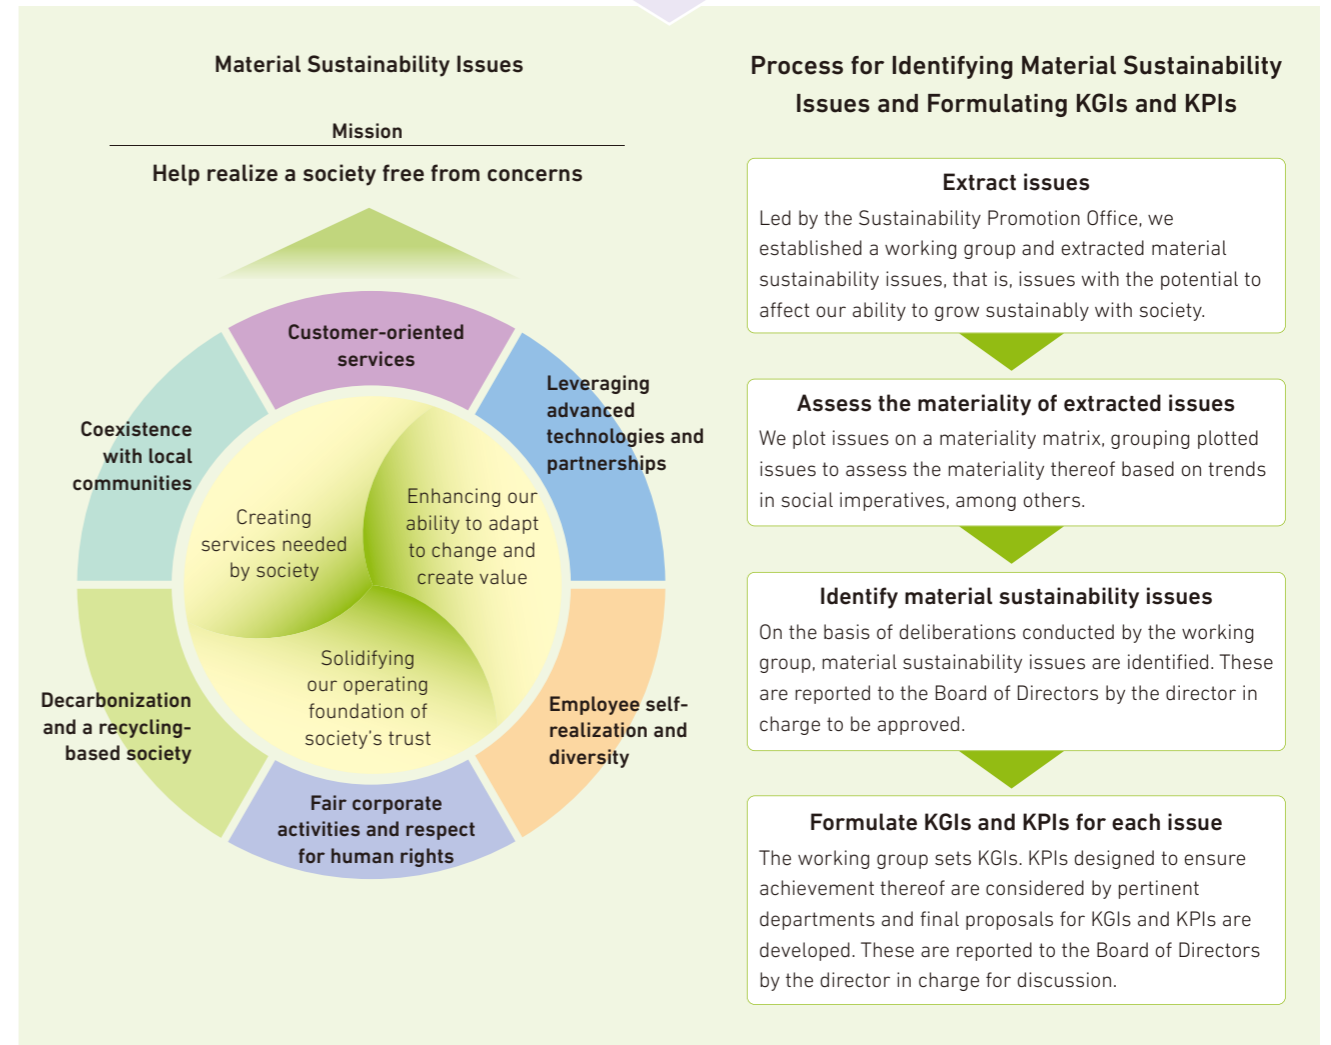 Material Sustainability Issues
Mission
Help realize a society free from concerns
Customer-oriented
services
Leveraging
advanced
technologies and
partnerships
Coexistence
with local
communities
Creating
services needed
by society
Enhancing our
ability to adapt
to change and
create value
Solidifying
our operating
foundation of
society's trust
Decarbonization
and a recycling-
based society
Employee self-
realization and
diversity
Fair corporate
activities and respect
for human rights
Process for Identifying Material Sustainability
Issues and Formulating KGIs and KPIs
Extract issues
Led by the Sustainability Promotion Office, we
established a working group and extracted material
sustainability issues, that is, issues with the potential to
affect our ability to grow sustainably with society.
Assess the materiality of extracted issues
We plot issues on a materiality matrix, grouping plotted
issues to assess the materiality thereof based on trends
in social imperatives, among others.
Identify material sustainability issues
On the basis of deliberations conducted by the working
group, material sustainability issues are identified. These
are reported to the Board of Directors by the director in
charge to be approved.
Formulate KGIs and KPIs for each issue
The working group sets KGIs. KPIs designed to ensure
achievement thereof are considered by pertinent
departments and final proposals for KGIs and KPIs are
developed. These are reported to the Board of Directors
by the director in charge for discussion.